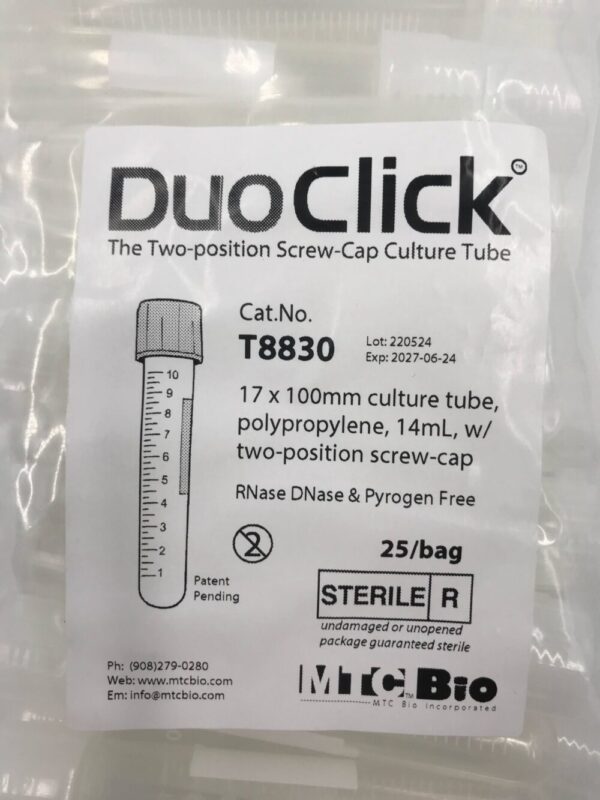 DuoClick™
The Two-position Screw-Cap Culture Tube
Cat.No.
T8830
Lot: 220524
Exp: 2027-06-24
17 x 100mm culture tube,
polypropylene, 14mL, w/
two-position screw-cap
RNase DNase & Pyrogen Free
10
9
8
7
6
5
4
3
2
1
Patent
Pending
2
25/bag
STERILE R
undamaged or unopened
package guaranteed sterile
Ph: (908)279-0280
Web: www.mtcbio.com
Em: info@mtcbio.com
MTC™ Bio
MTC Bio Incorporated